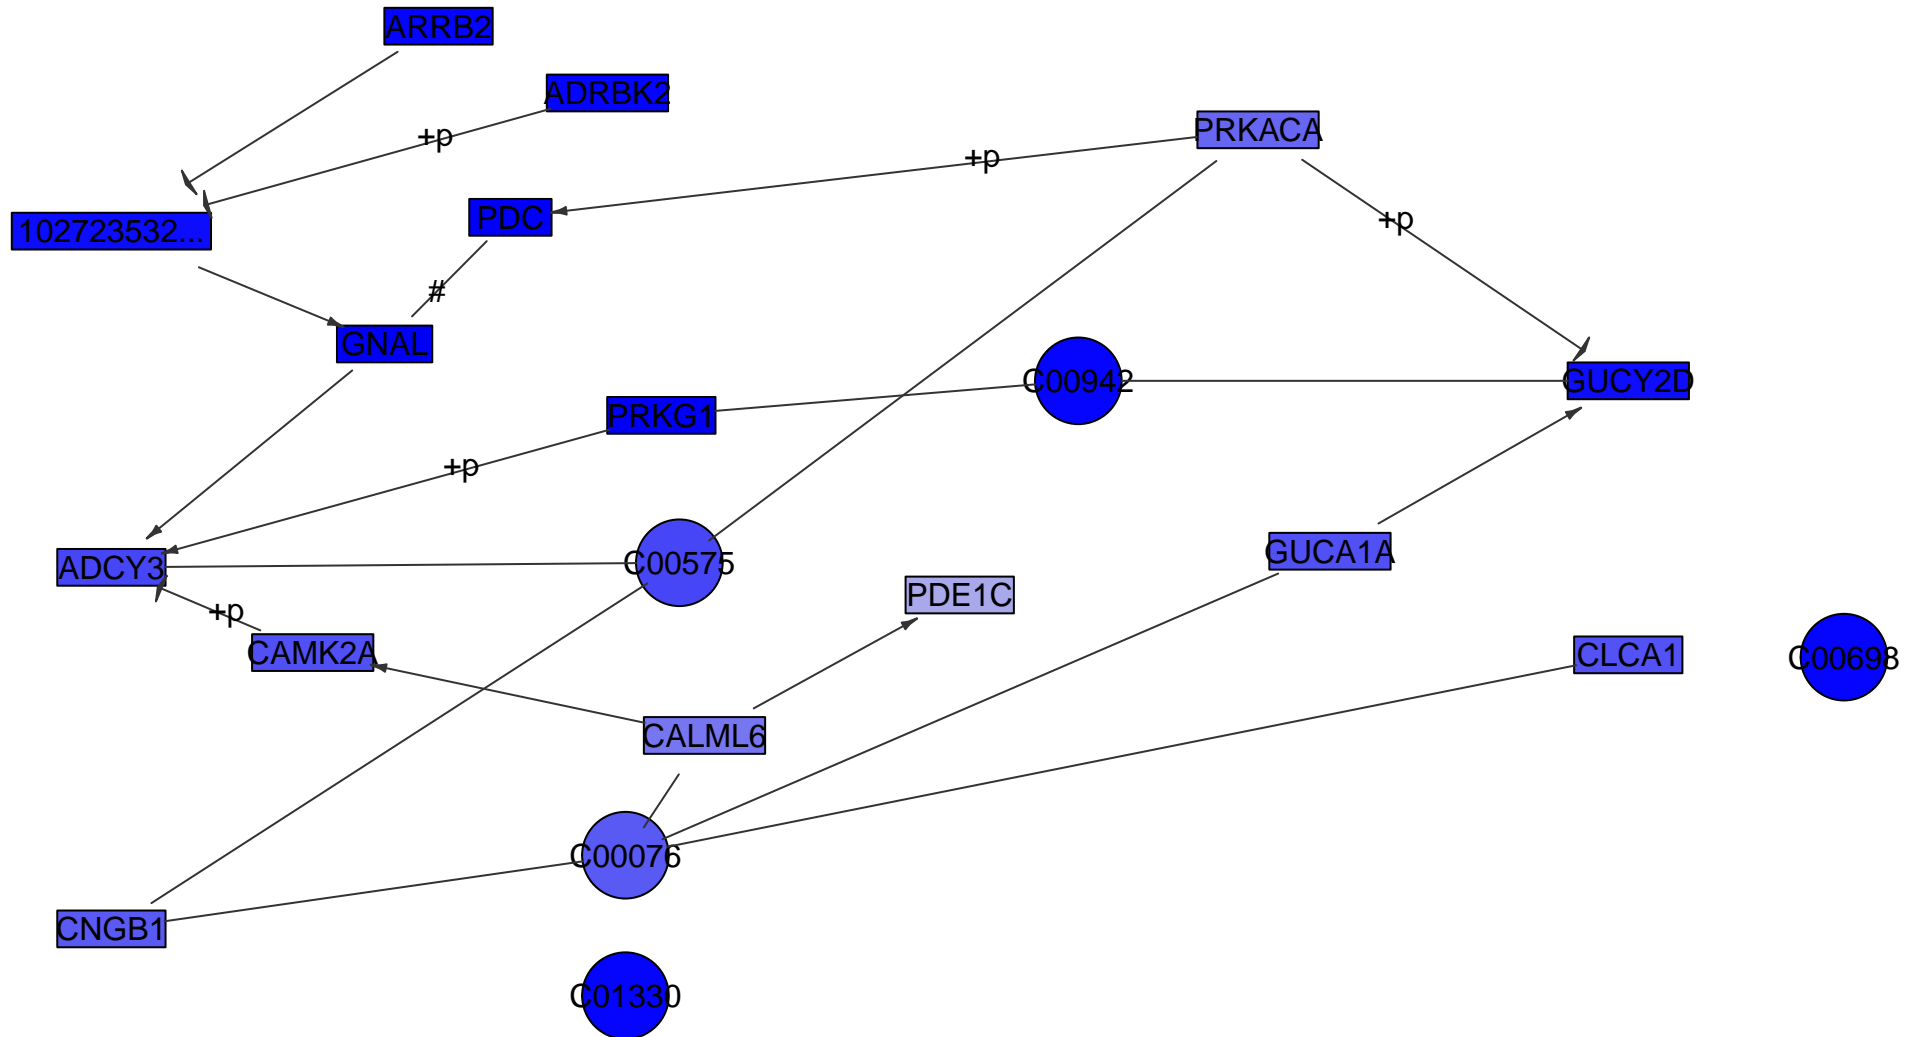 ARRB2
ADRBK2
+p
PRKACA
+p
102723532...
PDC
+p
#
GNAL
C00942
GUCY2D
PRKG1
+p
ADCY3
C00575
GUCA1A
PDE1C
+p
CAMK2A
CLCA1
C00698
CALML6
C00076
CNGB1
C01330